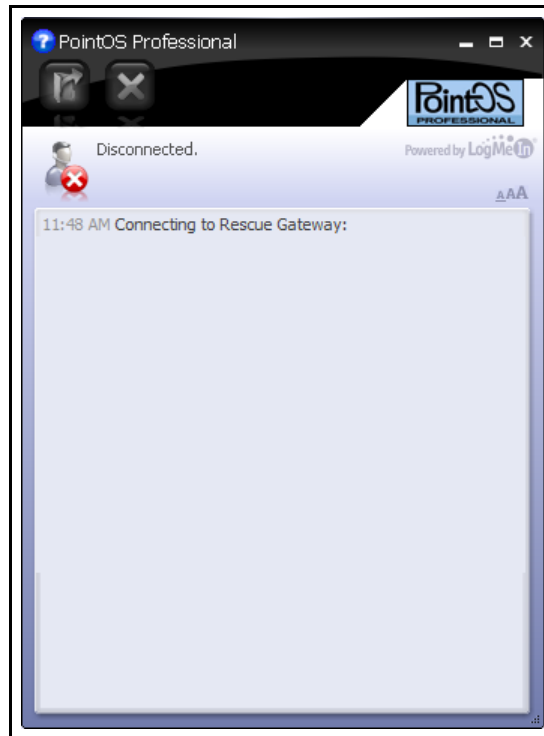 PointOS Professional
PointOS
PROFESSIONAL
Disconnected.
Powered by LogMeIn
AAA
11:48 AM Connecting to Rescue Gateway: